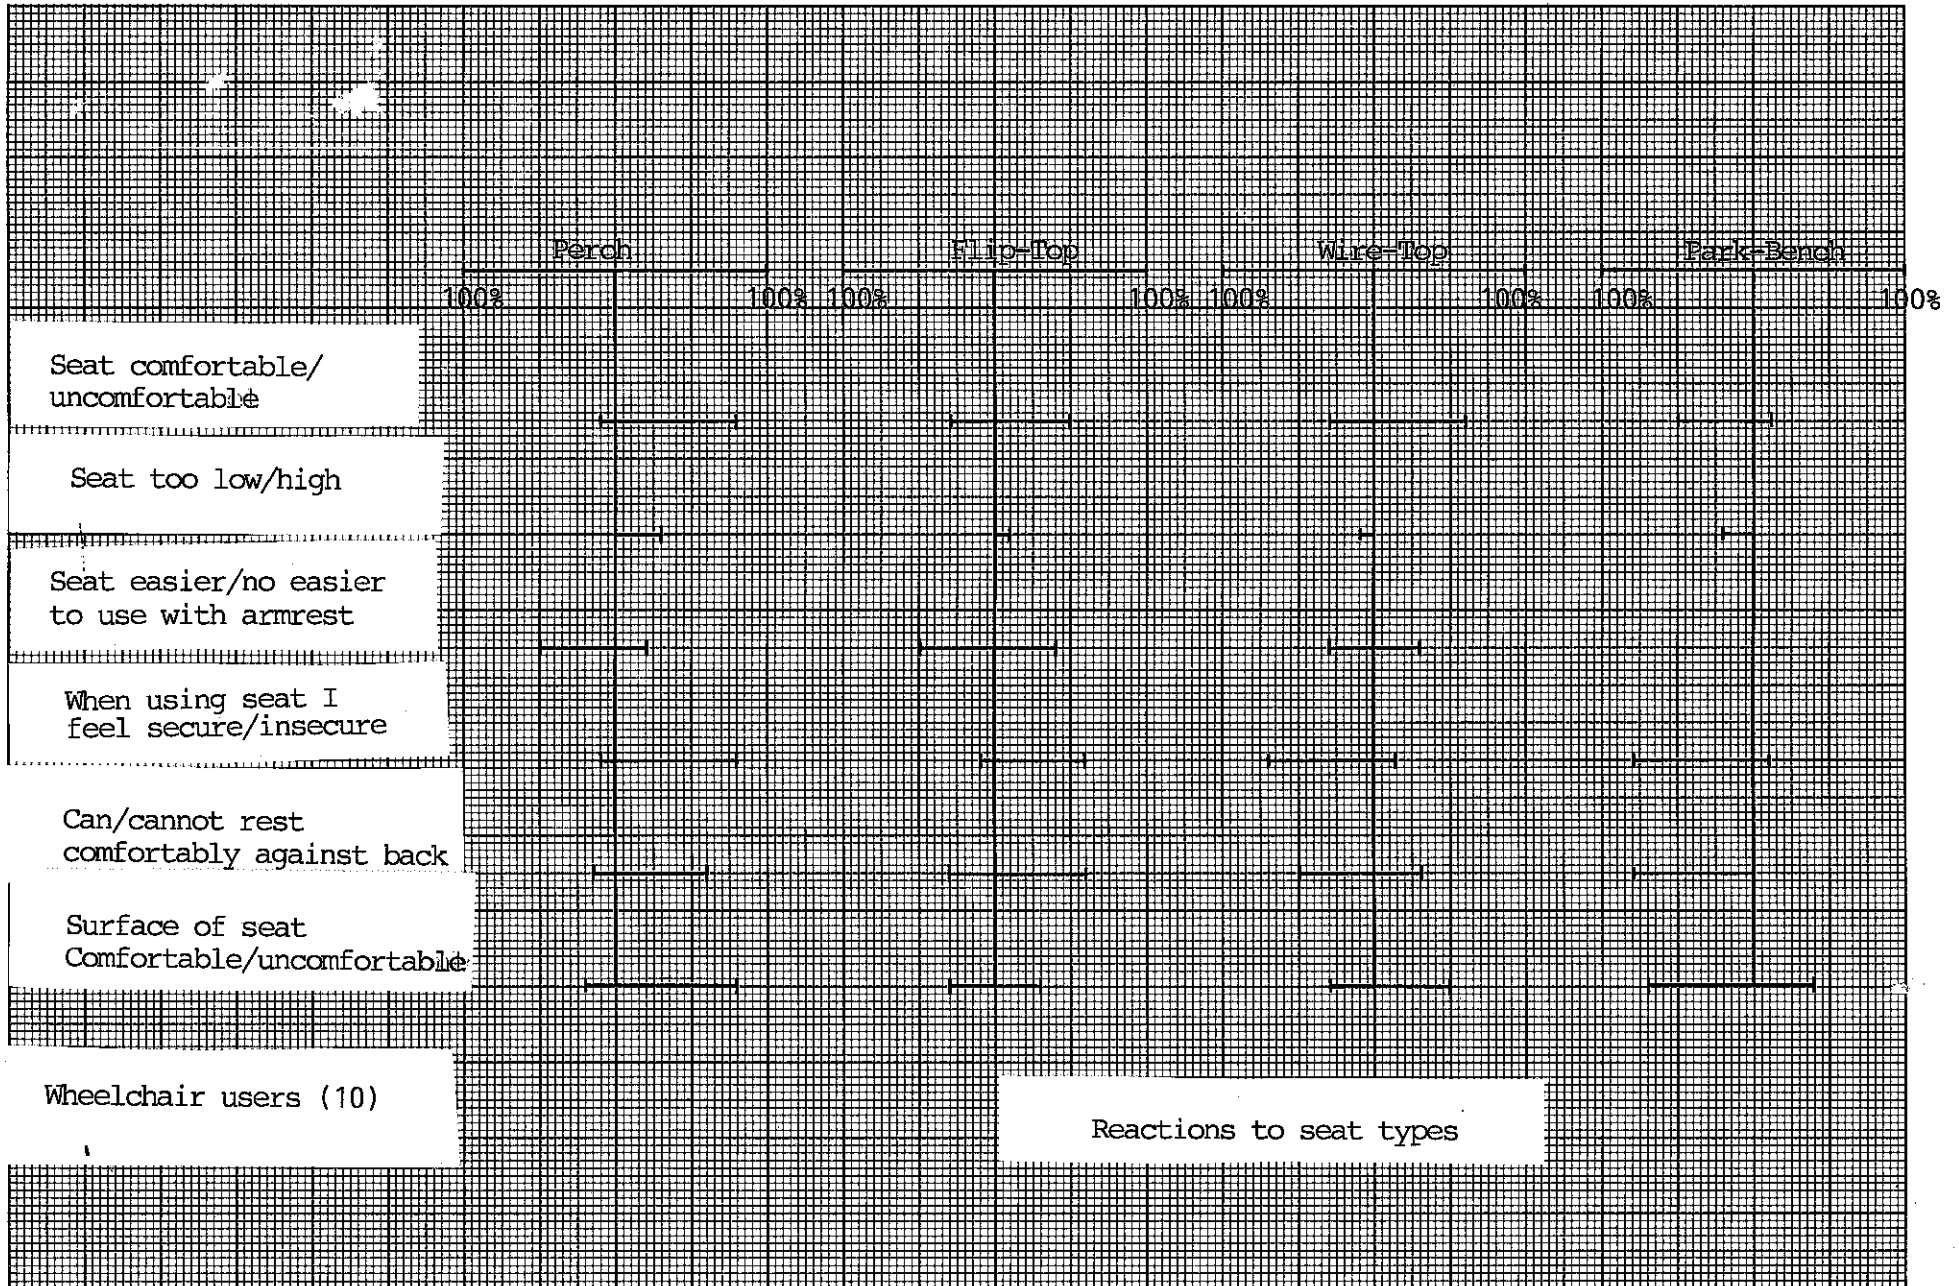 Perch Flip-Top Wire-Top Park-Bench
100% 100% 100% 100% 100% 100% 100% 100%
Seat comfortable/
uncomfortable
Seat too low/high
Seat easier/no easier
to use with armrest
When using seat I
feel secure/insecure
Can/cannot rest
comfortably against back
Surface of seat
Comfortable/uncomfortable
Wheelchair users (10)
Reactions to seat types